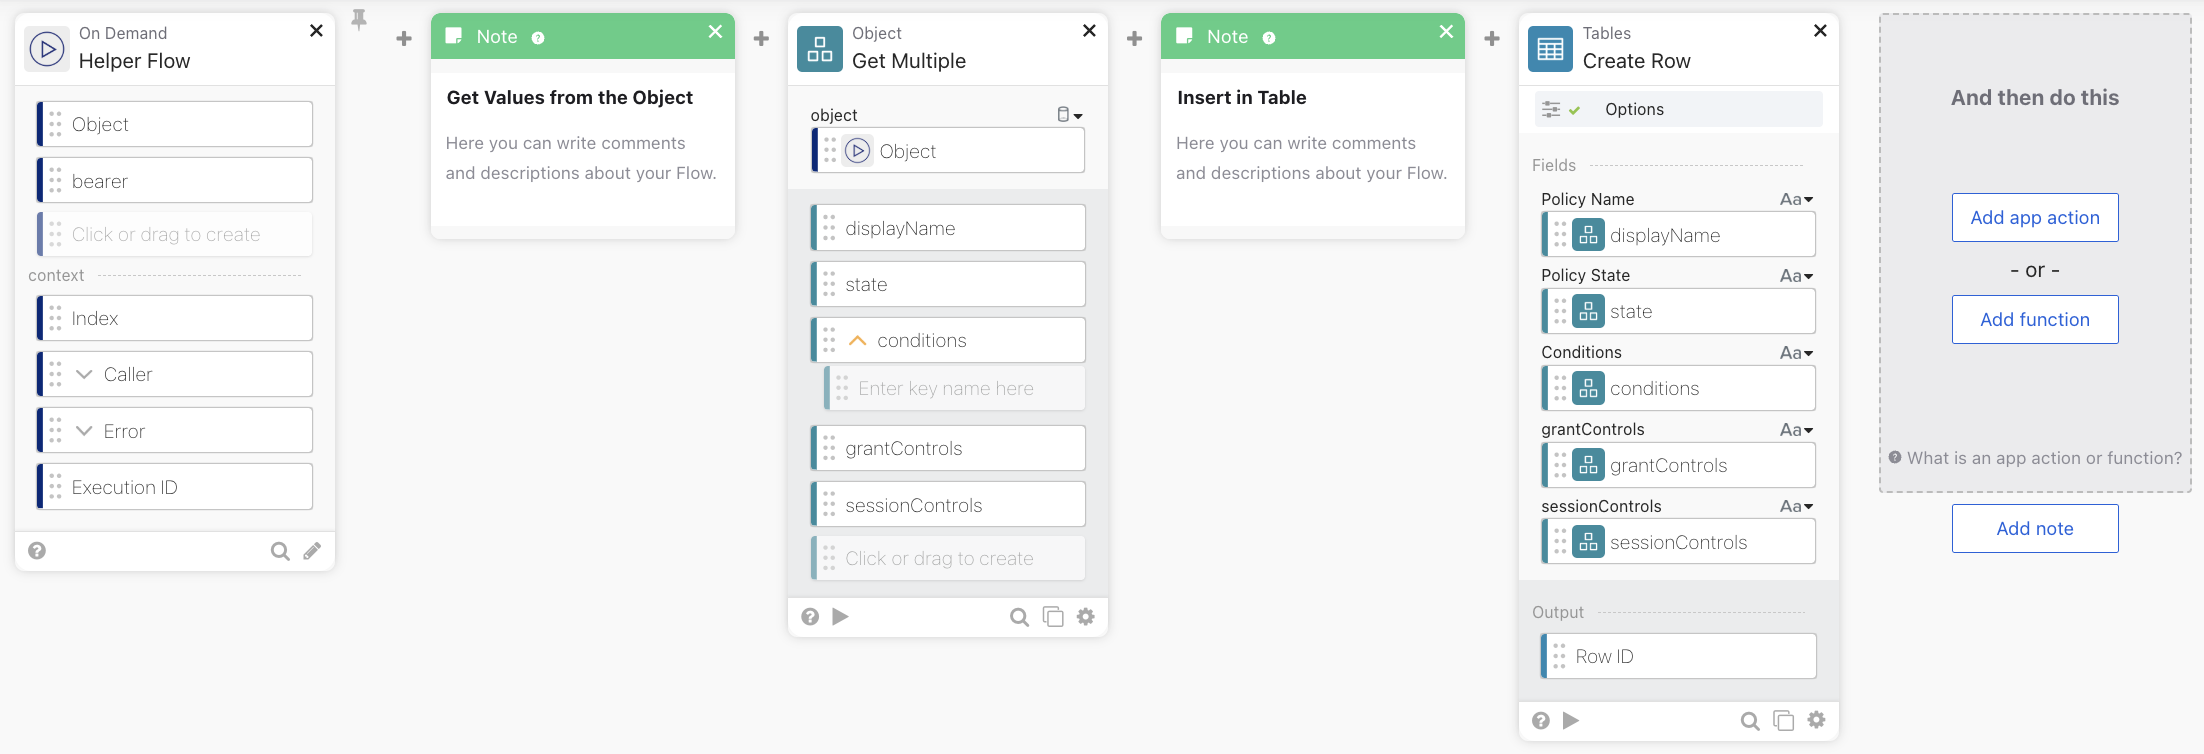 On Demand
Helper Flow
Object
bearer
Click or drag to create
context
Index
Caller
Error
Execution ID
Note
Get Values from the Object
Here you can write comments
and descriptions about your Flow.
Object
Get Multiple
object
Object
displayName
state
conditions
Enter key name here
grantControls
sessionControls
Click or drag to create
Note
Insert in Table
Here you can write comments
and descriptions about your Flow.
Tables
Create Row
Options
Fields
Policy Name Aa
displayName
Policy State Aa
state
Conditions Aa
conditions
grantControls Aa
grantControls
sessionControls Aa
sessionControls
Output
Row ID
And then do this
Add app action
- or -
Add function
What is an app action or function?
Add note